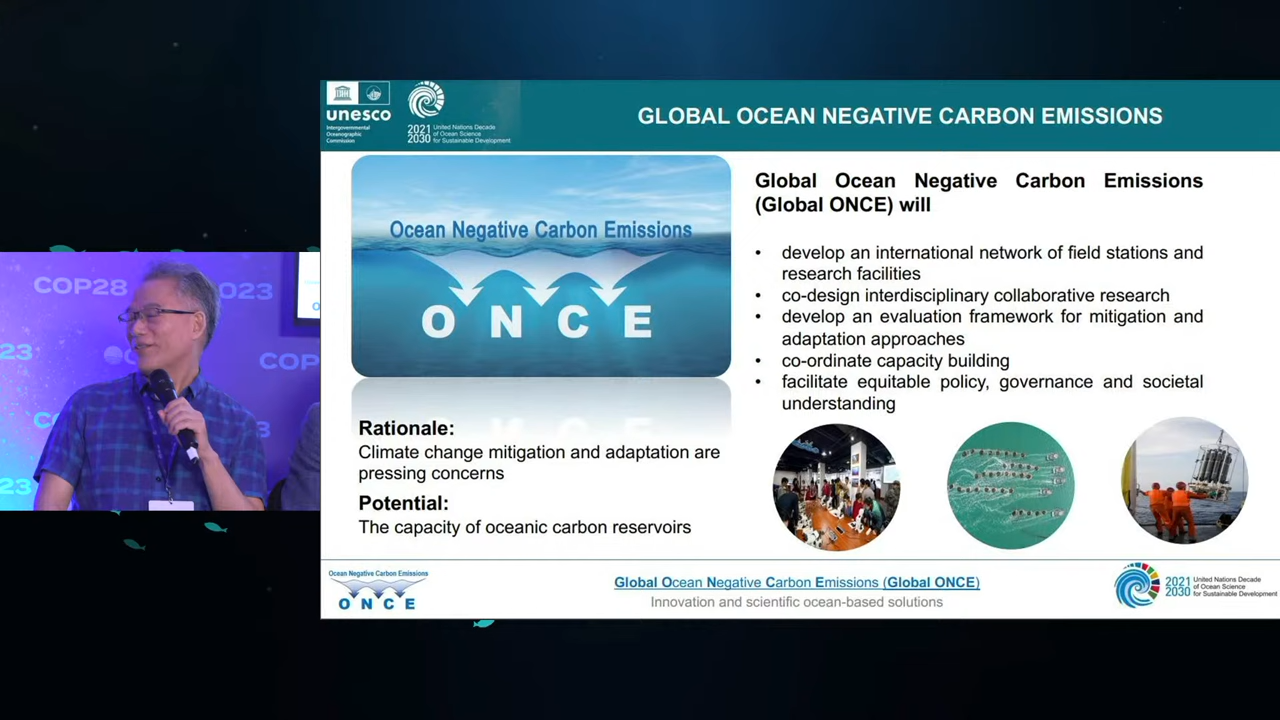 unesco
Intergovernmental
Oceanographic
Commission
2021
2030
United Nations Decade
of Ocean Science
for Sustainable Development
GLOBAL OCEAN NEGATIVE CARBON EMISSIONS
Ocean Negative Carbon Emissions
O N C E
Global Ocean Negative Carbon Emissions
(Global ONCE) will
• develop an international network of field stations and
research facilities
• co-design interdisciplinary collaborative research
• develop an evaluation framework for mitigation and
adaptation approaches
• co-ordinate capacity building
• facilitate equitable policy, governance and societal
understanding
Rationale:
Climate change mitigation and adaptation are
pressing concerns
Potential:
The capacity of oceanic carbon reservoirs
COP28
023
23
COP
23
Ocean Negative Carbon Emissions
O N C E
Global Ocean Negative Carbon Emissions (Global ONCE)
Innovation and scientific ocean-based solutions
2021
2030
United Nations Decade
of Ocean Science
for Sustainable Development